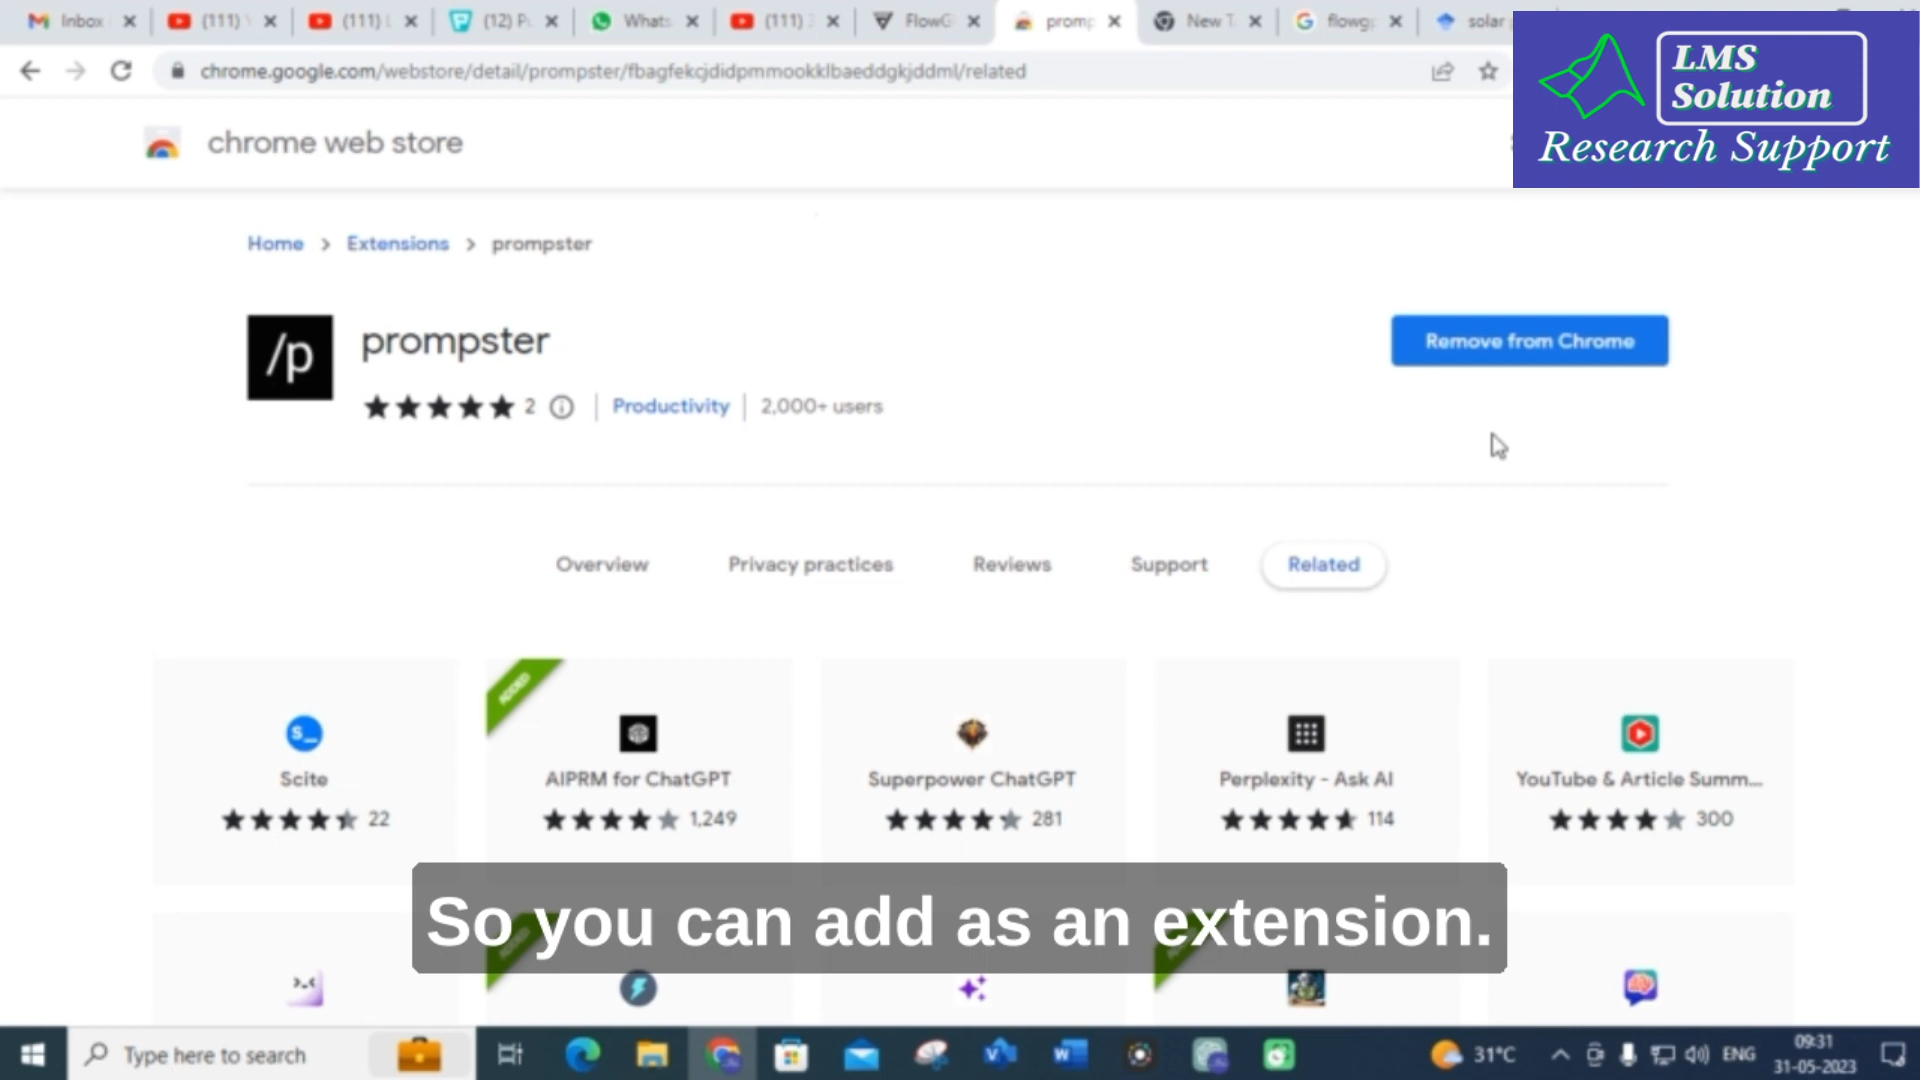 Inbox
(111)
(111)
(12)
Whats
(111)
FlowG
promp
New T
flowg
solar
chrome.google.com/webstore/detail/prompster/fbagfekcjdidpmmookklbaeddgkjddml/related
LMS
Solution
Research Support
chrome web store
Home > Extensions > prompster
/p
prompster
Remove from Chrome
2
Productivity
2,000+ users
Overview
Privacy practices
Reviews
Support
Related
ADDED
S_
Scite
AIPRM for ChatGPT
Superpower ChatGPT
Perplexity - Ask AI
YouTube & Article Summ...
22
1,249
281
114
300
So you can add as an extension.
Type here to search
31°C
ENG
09:31
31-05-2023